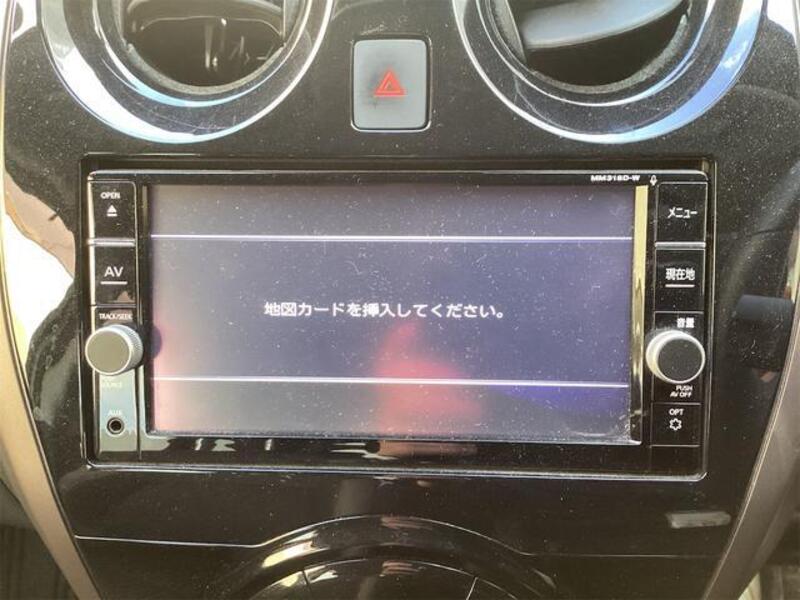 MM318D-W
OPEN
メニュー
AV
現在地
地図カードを挿入してください。
TRACK/SEEK
音量
PUSH
AV OFF
AUX
OPT